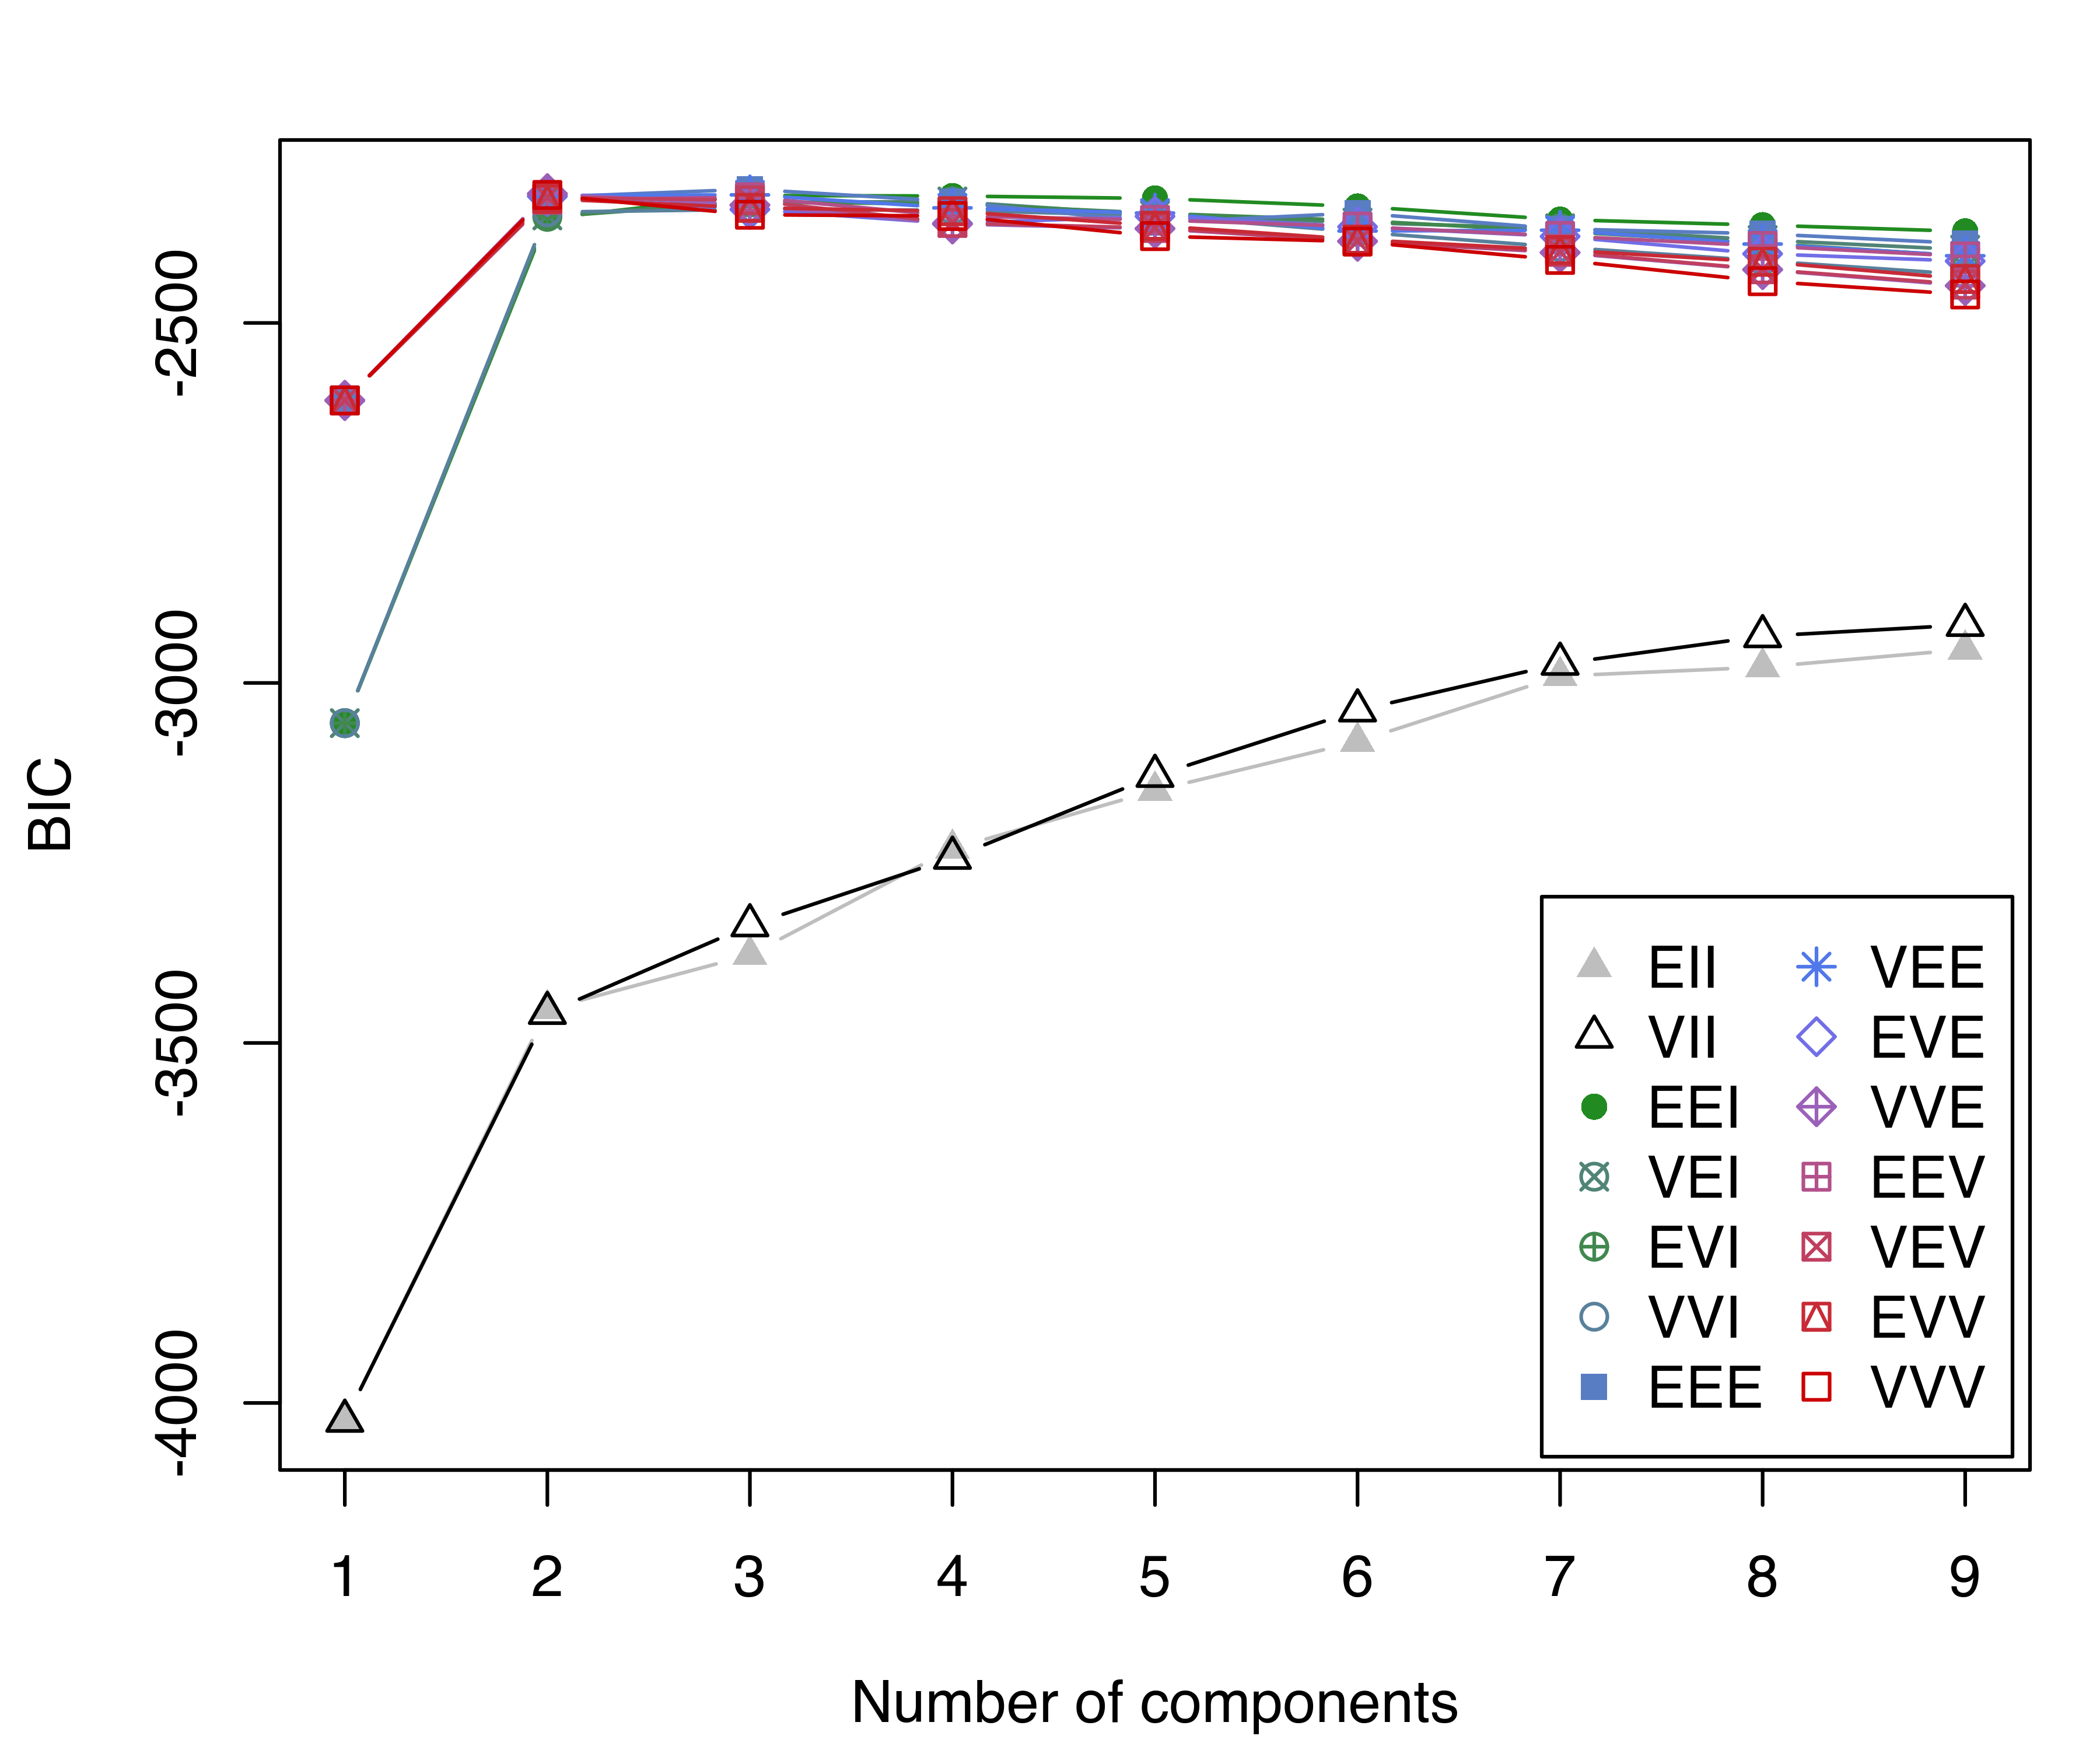 BIC
-2500
-3000
-3500
-4000
EII VEE
VII EVE
EEI VVE
VEI EEV
EVI VEV
VVI EVV
EEE VVV
1 2 3 4 5 6 7 8 9
Number of components